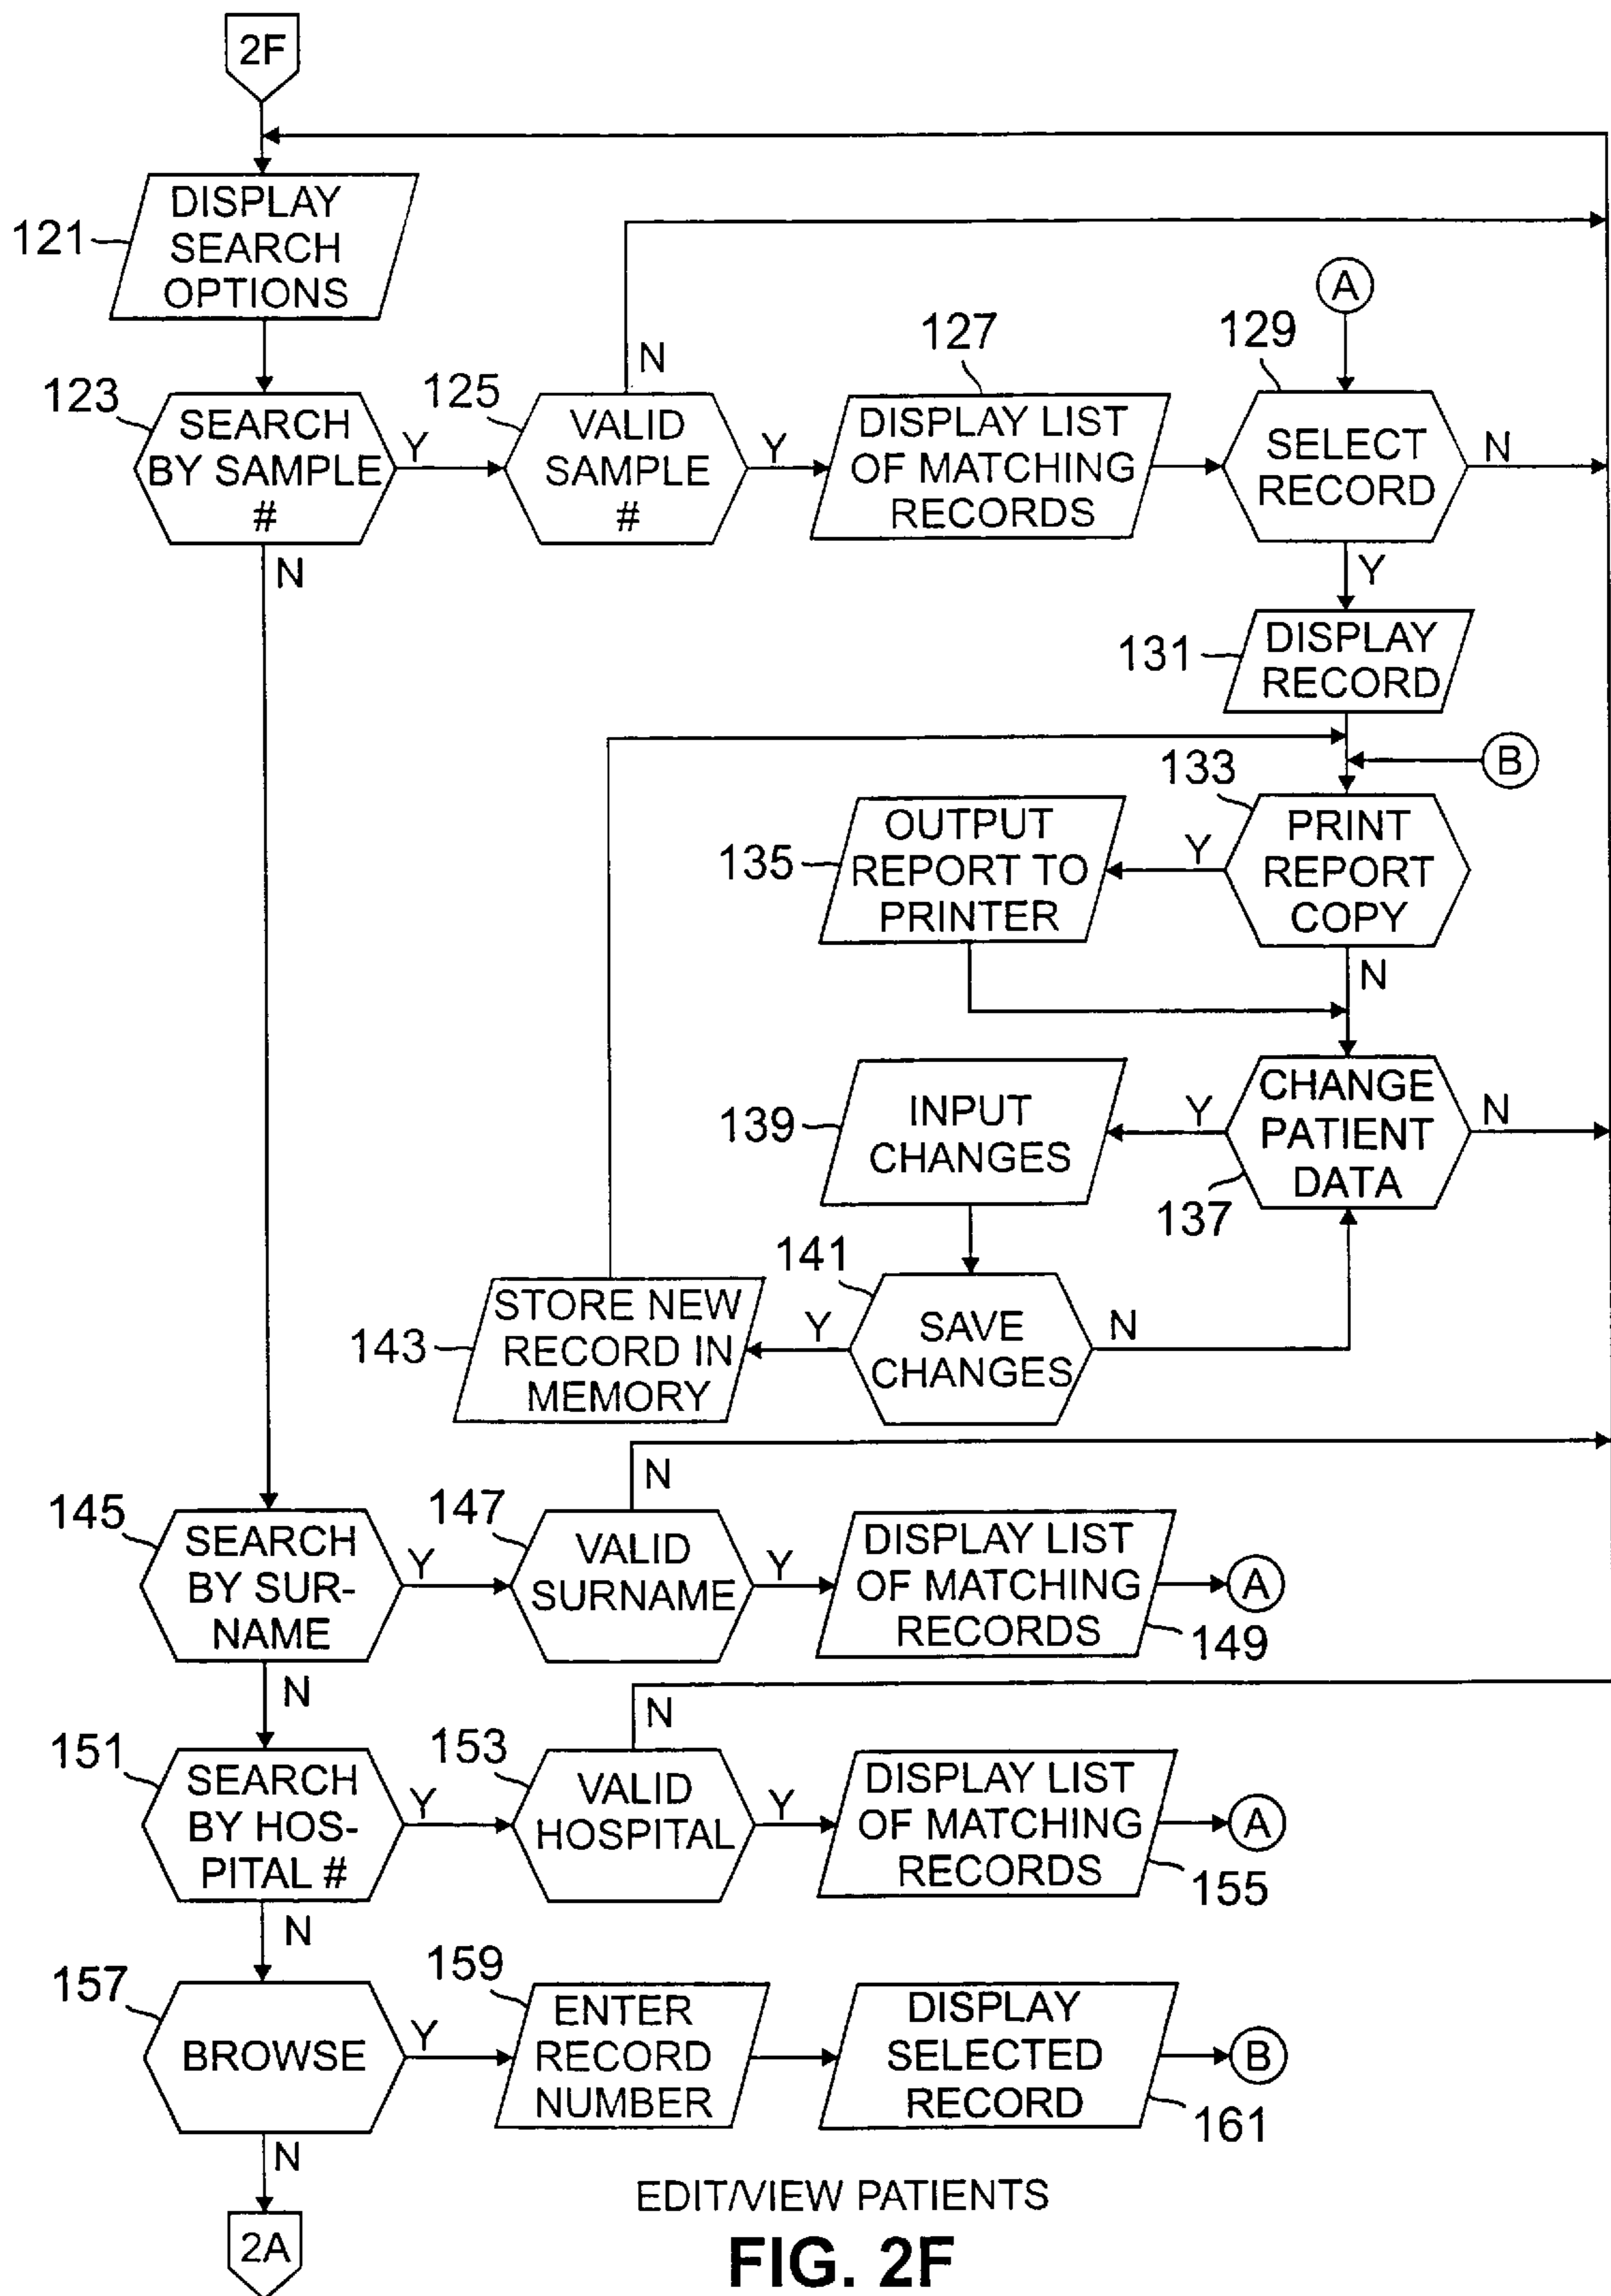 2F
DISPLAY
SEARCH
OPTIONS
121
123
SEARCH
BY SAMPLE
#
Y
N
125
VALID
SAMPLE
#
N
Y
127
DISPLAY LIST
OF MATCHING
RECORDS
A
129
SELECT
RECORD
N
Y
131
DISPLAY
RECORD
B
133
PRINT
REPORT
COPY
Y
N
135
OUTPUT
REPORT TO
PRINTER
CHANGE
PATIENT
DATA
137
Y
N
139
INPUT
CHANGES
141
SAVE
CHANGES
Y
N
143
STORE NEW
RECORD IN
MEMORY
145
SEARCH
BY SUR-
NAME
Y
N
147
VALID
SURNAME
N
Y
DISPLAY LIST
OF MATCHING
RECORDS
149
A
151
SEARCH
BY HOS-
PITAL #
Y
N
153
VALID
HOSPITAL
N
Y
DISPLAY LIST
OF MATCHING
RECORDS
155
A
157
BROWSE
Y
N
159
ENTER
RECORD
NUMBER
DISPLAY
SELECTED
RECORD
161
B
2A
EDIT/VIEW PATIENTS
FIG. 2F